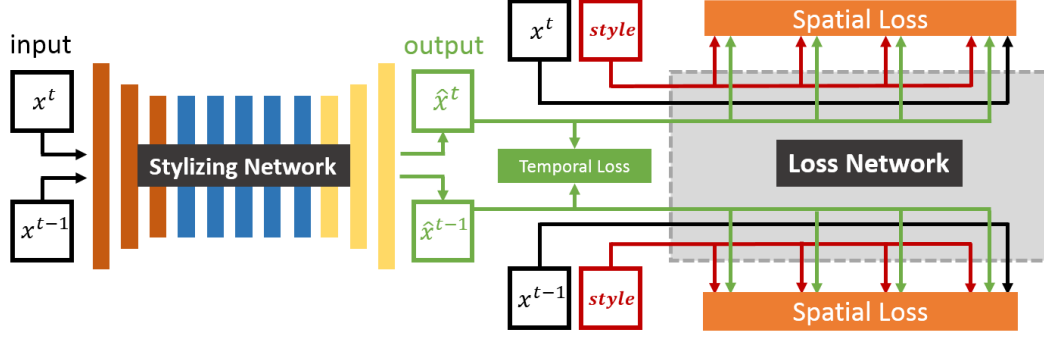 input
x^t
x^{t-1}
Stylizing Network
output
x̂^t
x̂^{t-1}
Temporal Loss
x^t
style
Spatial Loss
Loss Network
x^{t-1}
style
Spatial Loss